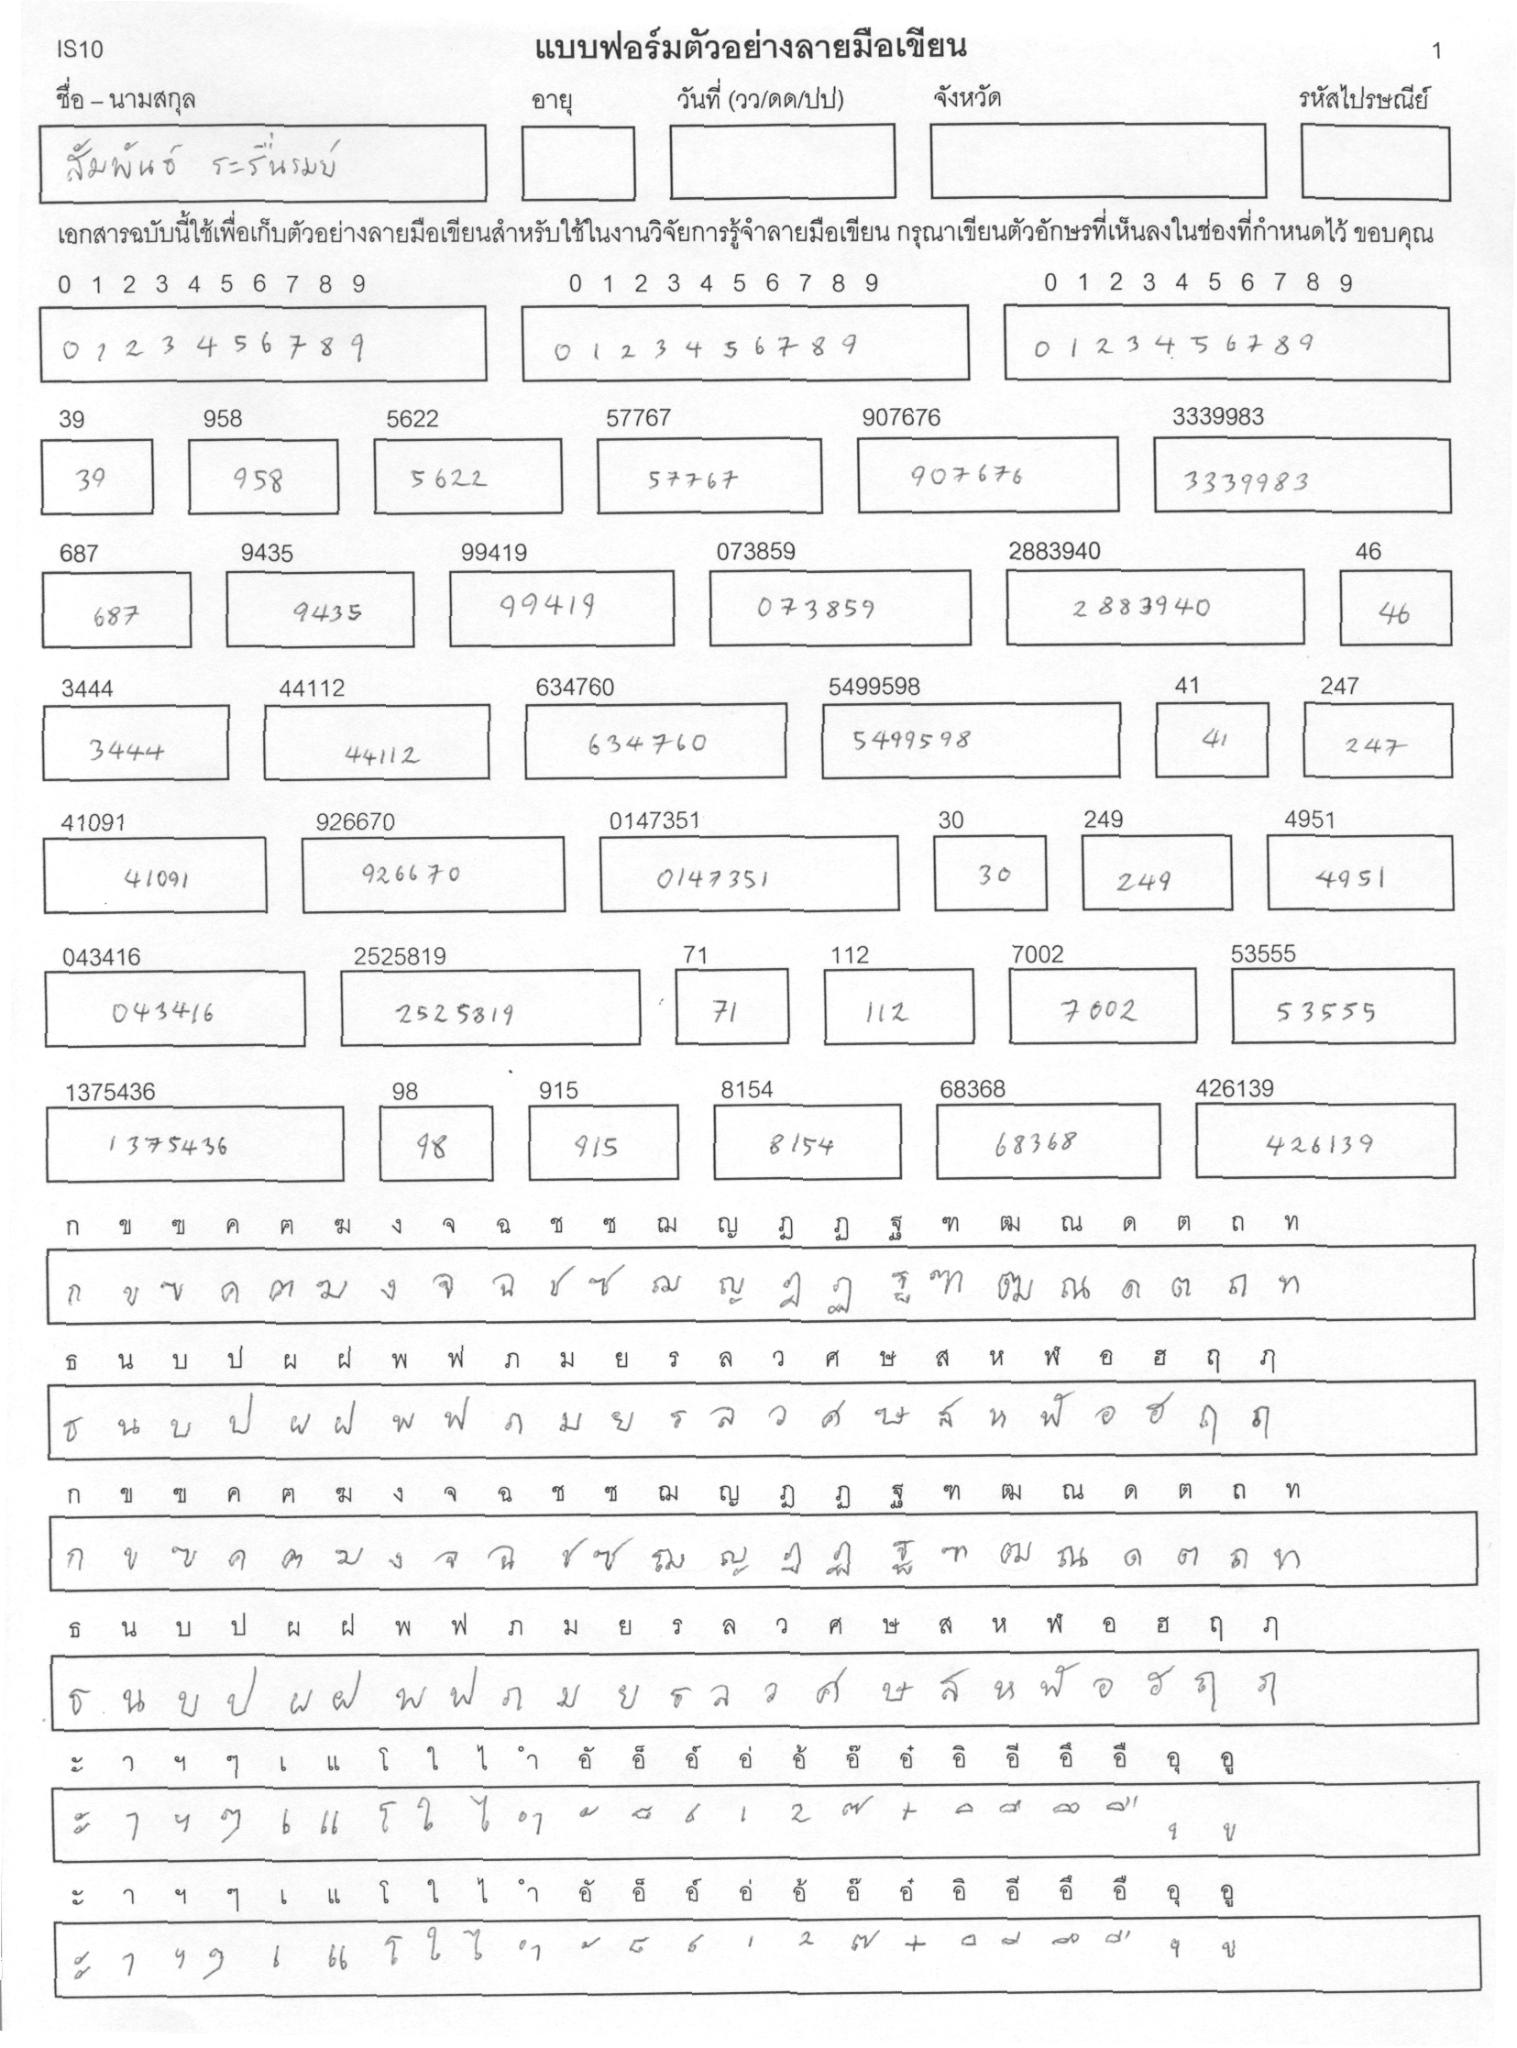 IS10 แบบฟอร์มตัวอย่างลายมือเขียน 1
ชื่อ – นามสกุล อายุ วันที่ (วว/ดด/ปป) จังหวัด รหัสไปรษณีย์
สัมพันธ์ ระรื่นรมย์
เอกสารฉบับนี้ใช้เพื่อเก็บตัวอย่างลายมือเขียนสำหรับใช้ในงานวิจัยการรู้จำลายมือเขียน กรุณาเขียนตัวอักษรที่เห็นลงในช่องที่กำหนดไว้ ขอบคุณ
0 1 2 3 4 5 6 7 8 9 0 1 2 3 4 5 6 7 8 9 0 1 2 3 4 5 6 7 8 9
0 1 2 3 4 5 6 7 8 9 0 1 2 3 4 5 6 7 8 9 0 1 2 3 4 5 6 7 8 9
39 958 5622 57767 907676 3339983
39 958 5622 57767 907676 3339983
687 9435 99419 073859 2883940 46
687 9435 99419 073859 2883940 46
3444 44112 634760 5499598 41 247
3444 44112 634760 5499598 41 247
41091 926670 0147351 30 249 4951
41091 926670 0147351 30 249 4951
043416 2525819 71 112 7002 53555
043416 2525819 71 112 7002 53555
1375436 98 915 8154 68368 426139
1375436 98 915 8154 68368 426139
ก ข ฃ ค ฅ ฆ ง จ ฉ ช ซ ฌ ญ ฎ ฏ ฐ ฑ ฒ ณ ด ต ถ ท
ก ข ฃ ค ฅ ฆ ง จ ฉ ช ซ ฌ ญ ฎ ฏ ฐ ฑ ฒ ณ ด ต ถ ท
ธ น บ ป ผ ฝ พ ฟ ภ ม ย ร ล ว ศ ษ ส ห ฬ อ ฮ ฤ ฦ
ธ น บ ป ผ ฝ พ ฟ ภ ม ย ร ล ว ศ ษ ส ห ฬ อ ฮ ฤ ฦ
ก ข ฃ ค ฅ ฆ ง จ ฉ ช ซ ฌ ญ ฎ ฏ ฐ ฑ ฒ ณ ด ต ถ ท
ก ข ฃ ค ฅ ฆ ง จ ฉ ช ซ ฌ ญ ฎ ฏ ฐ ฑ ฒ ณ ด ต ถ ท
ธ น บ ป ผ ฝ พ ฟ ภ ม ย ร ล ว ศ ษ ส ห ฬ อ ฮ ฤ ฦ
ธ น บ ป ผ ฝ พ ฟ ภ ม ย ร ล ว ศ ษ ส ห ฬ อ ฮ ฤ ฦ
ะ า ฯ ๆ เ แ โ ใ ไ ำ อั อ็ อ์ อ่ อ้ อ๊ อ๋ อิ อี อึ อื อุ อู
ะ า ฯ ๆ เ แ โ ใ ไ ำ ั ็ ์ ่ ้ ๊ ๋ ิ ี ึ ื ุ ู
ะ า ฯ ๆ เ แ โ ใ ไ ำ อั อ็ อ์ อ่ อ้ อ๊ อ๋ อิ อี อึ อื อุ อู
ะ า ฯ ๆ เ แ โ ใ ไ ำ ั ็ ์ ่ ้ ๊ ๋ ิ ี ึ ื ุ ู